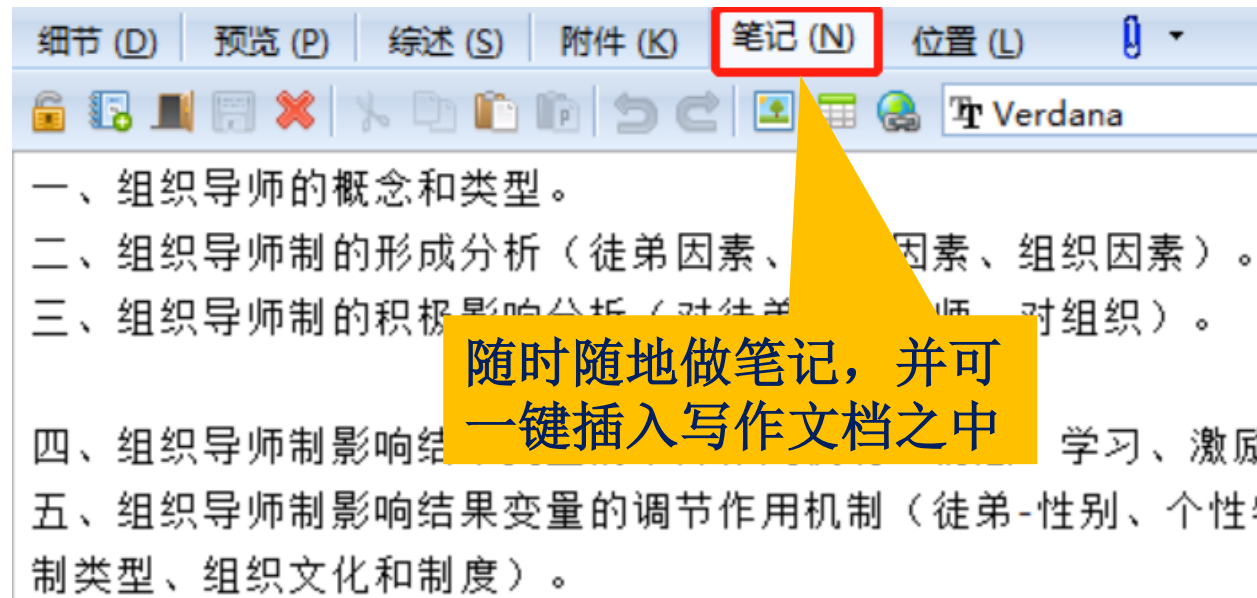 细节 (D) 预览 (P) 综述 (S) 附件 (K) 笔记 (N) 位置 (L)
Verdana
一、组织导师的概念和类型。
二、组织导师制的形成分析（徒弟因素、 因素、组织因素）。
三、组织导师制的积极影响分析（对徒弟 师、对组织）。
随时随地做笔记，并可
一键插入写作文档之中
四、组织导师制影响结 学习、激励
五、组织导师制影响结果变量的调节作用机制（徒弟-性别、个性
制类型、组织文化和制度）。